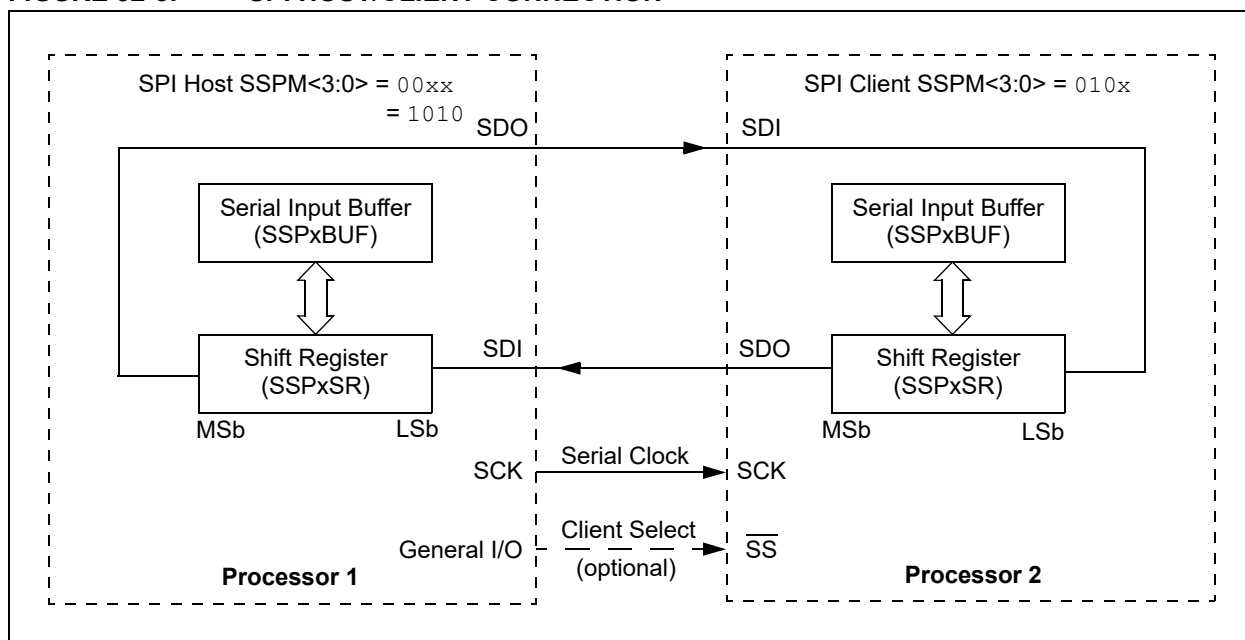 SPI Host SSPM<3:0> = 00xx
= 1010
SDO
Serial Input Buffer
(SSPxBUF)
Shift Register
(SSPxSR)
MSb
LSb
SDI
SCK
General I/O
Processor 1
Serial Clock
Client Select
(optional)
SPI Client SSPM<3:0> = 010x
SDI
Serial Input Buffer
(SSPxBUF)
SDO
Shift Register
(SSPxSR)
MSb
LSb
SCK
SS
Processor 2